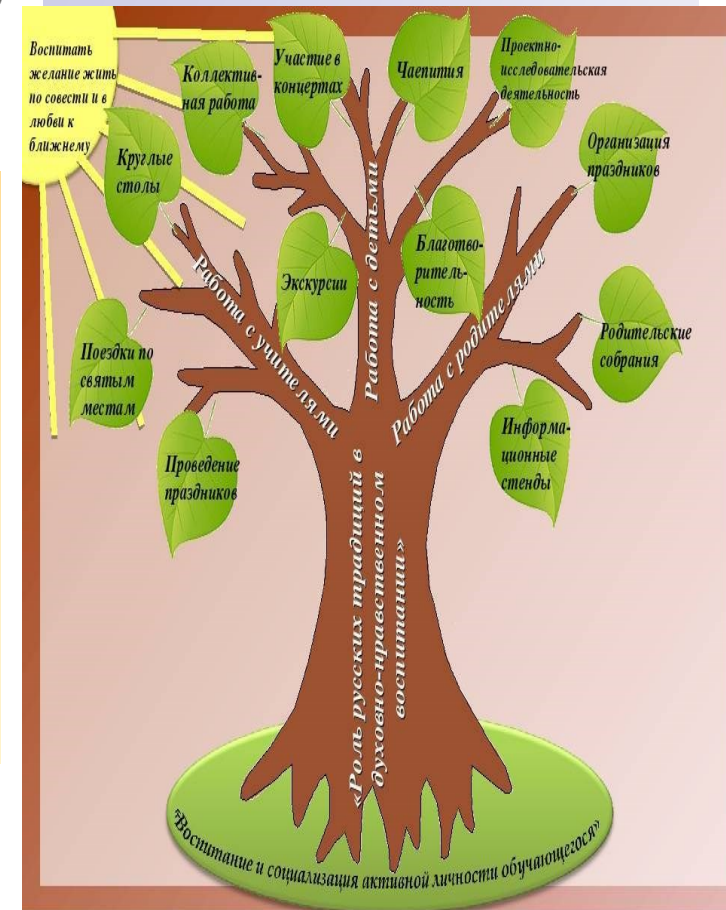 Воспитать
желание жить
по совести и в
любви к
ближнему
Коллектив-
ная работа
Участие в
концертах
Чаепития
Проектно-
исследовательская
деятельность
Круглые
столы
Организация
праздников
Экскурсии
Благотво-
ритель-
ность
Поездки по
святым
местам
Родительские
собрания
Проведение
праздников
Информа-
ционные
стенды
Работа с учителями
Работа с детьми
Работа с родителями
«Роль русских традиций в
духовно-нравственном
воспитании»
«Воспитание и социализация активной личности обучающегося»